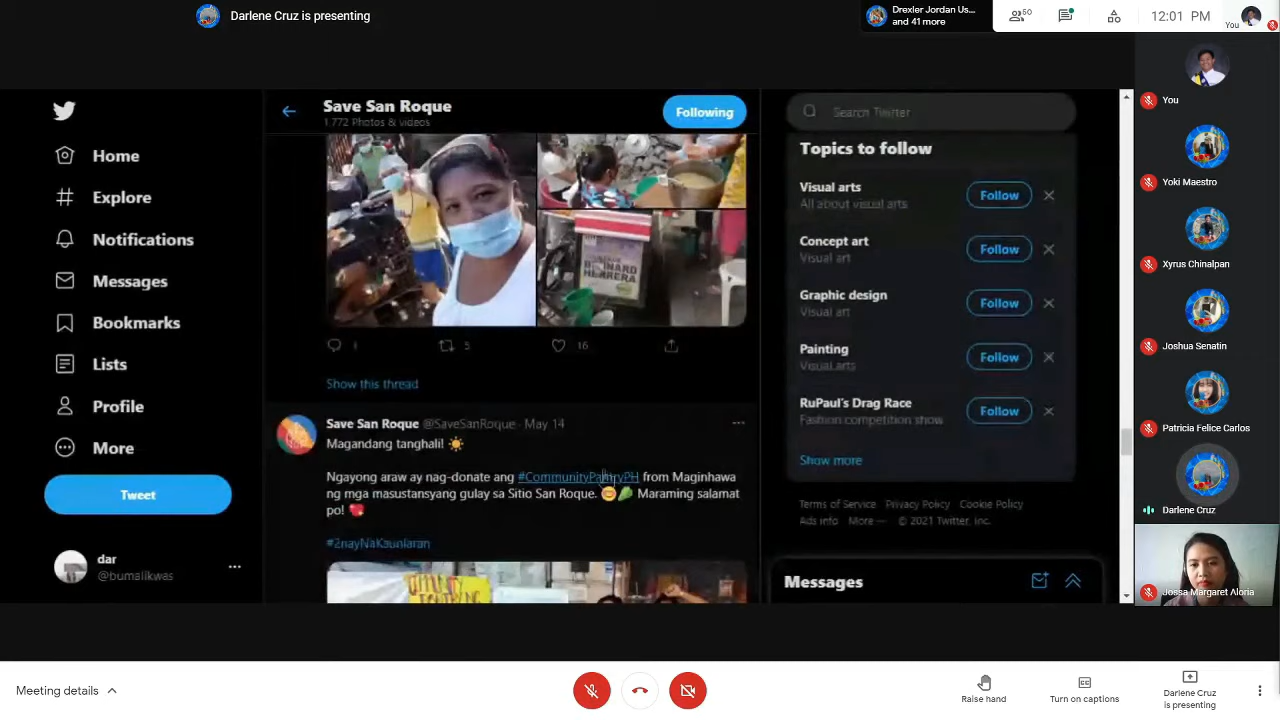 Darlene Cruz is presenting
Drexler Jordan Us...
and 41 more
50
12:01 PM
You
Home
Explore
Notifications
Messages
Bookmarks
Lists
Profile
More
Tweet
dar
@bumalikwas
Save San Roque
1,772 Photos & videos
Following
BERNARD
HERRERA
1
5
16
Show this thread
Save San Roque @SaveSanRoque · May 14
Magandang tanghali!
Ngayong araw ay nag-donate ang #CommunityPantryPH from Maginhawa
ng mga masustansyang gulay sa Sitio San Roque. Maraming salamat
po!
Search Twitter
Topics to follow
Visual arts
All about visual arts
Follow
Concept art
Visual art
Follow
Graphic design
Visual art
Follow
Painting
Visual arts
Follow
RuPaul's Drag Race
Fashion competition show
Follow
Show more
Terms of Service Privacy Policy Cookie Policy
Ads info More © 2021 Twitter, Inc.
Messages
You
Yoki Maestro
Xyrus Chinalpan
Joshua Senatin
Patricia Felice Carlos
Darlene Cruz
Jossa Margaret Aloria
Meeting details
Raise hand
Turn on captions
Darlene Cruz
is presenting